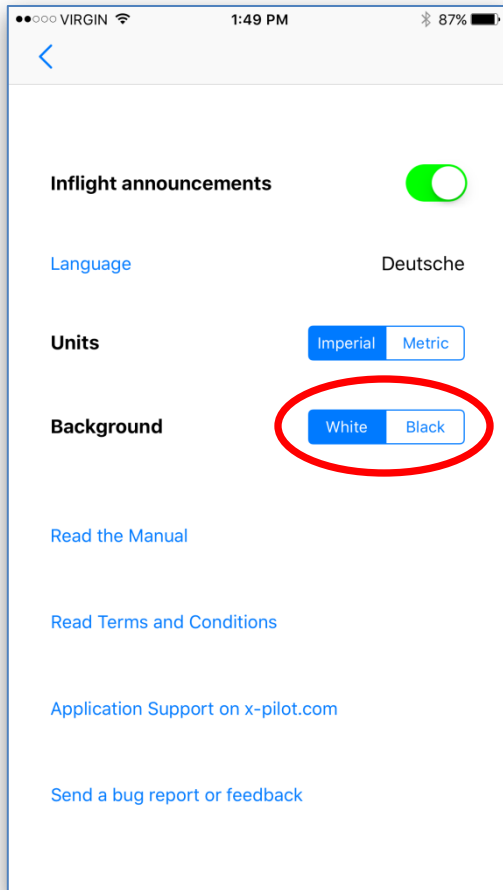 VIRGIN 1:49 PM 87%
Inflight announcements
Language Deutsche
Units Imperial Metric
Background White Black
Read the Manual
Read Terms and Conditions
Application Support on x-pilot.com
Send a bug report or feedback